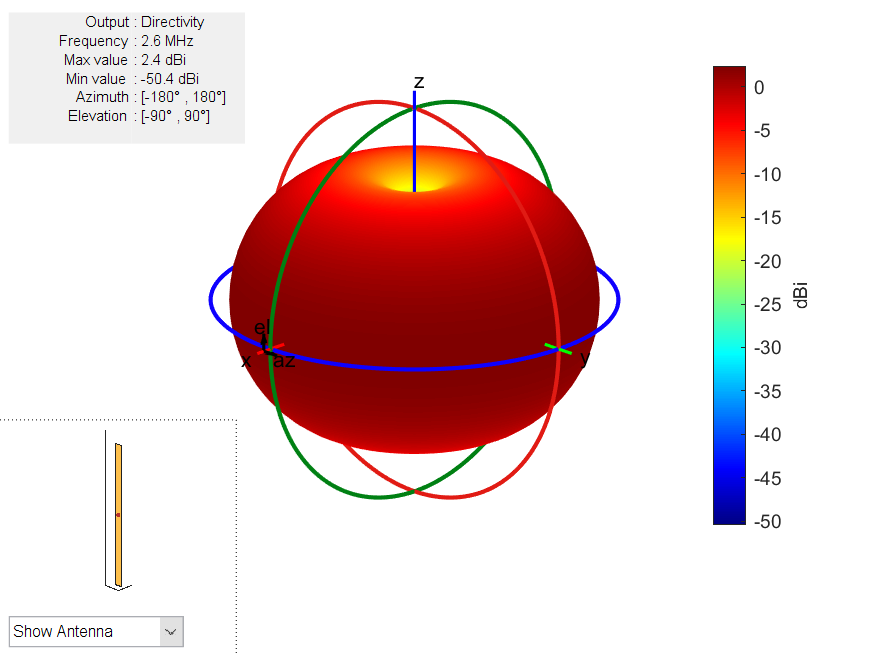 Output : Directivity
Frequency : 2.6 MHz
Max value : 2.4 dBi
Min value : -50.4 dBi
Azimuth : [-180° , 180°]
Elevation : [-90° , 90°]
z
el
x
az
y
0
-5
-10
-15
-20
-25
-30
-35
-40
-45
-50
dBi
Show Antenna